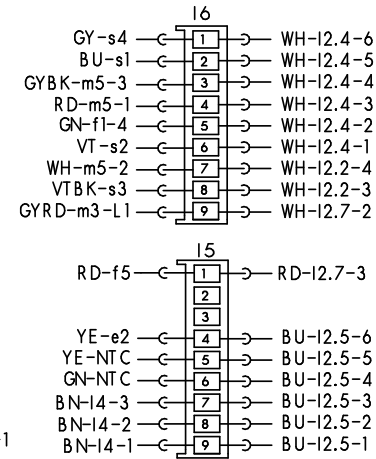 I6
GY-s4 1 WH-I2.4-6
BU-s1 2 WH-I2.4-5
GYBK-m5-3 3 WH-I2.4-4
RD-m5-1 4 WH-I2.4-3
GN-f1-4 5 WH-I2.4-2
VT-s2 6 WH-I2.4-1
WH-m5-2 7 WH-I2.2-4
VTBK-s3 8 WH-I2.2-3
GYRD-m3-L1 9 WH-I2.7-2
I5
RD-f5 1 RD-I2.7-3
2
3
YE-e2 4 BU-I2.5-6
YE-NTC 5 BU-I2.5-5
GN-NTC 6 BU-I2.5-4
BN-I4-3 7 BU-I2.5-3
BN-I4-2 8 BU-I2.5-2
BN-I4-1 9 BU-I2.5-1
-1